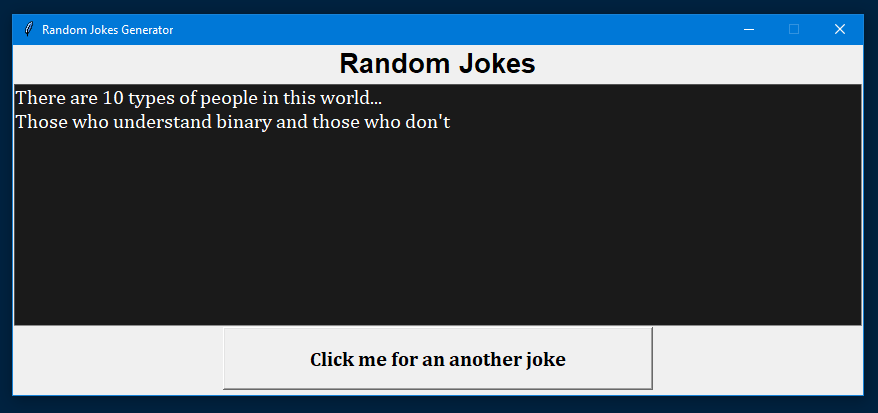 Random Jokes Generator
Random Jokes
There are 10 types of people in this world...
Those who understand binary and those who don't
Click me for an another joke